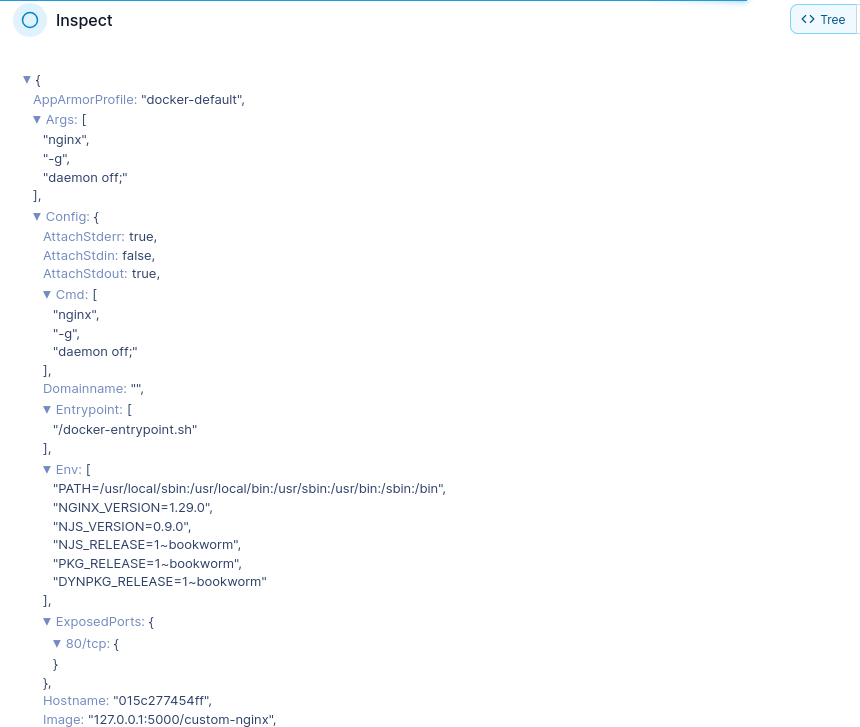 Inspect
Tree
{
AppArmorProfile: "docker-default",
Args: [
"nginx",
"-g",
"daemon off;"
],
Config: {
AttachStderr: true,
AttachStdin: false,
AttachStdout: true,
Cmd: [
"nginx",
"-g",
"daemon off;"
],
Domainname: "",
Entrypoint: [
"/docker-entrypoint.sh"
],
Env: [
"PATH=/usr/local/sbin:/usr/local/bin:/usr/sbin:/usr/bin:/sbin:/bin",
"NGINX_VERSION=1.29.0",
"NJS_VERSION=0.9.0",
"NJS_RELEASE=1~bookworm",
"PKG_RELEASE=1~bookworm",
"DYNPKG_RELEASE=1~bookworm"
],
ExposedPorts: {
80/tcp: {
}
},
Hostname: "015c277454ff",
Image: "127.0.0.1:5000/custom-nginx",